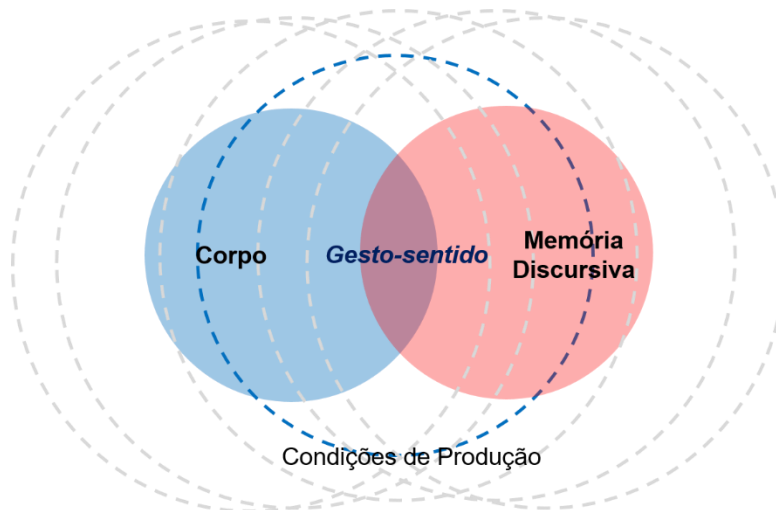 Corpo
Gesto-sentido
Memória
Discursiva
Condições de Produção